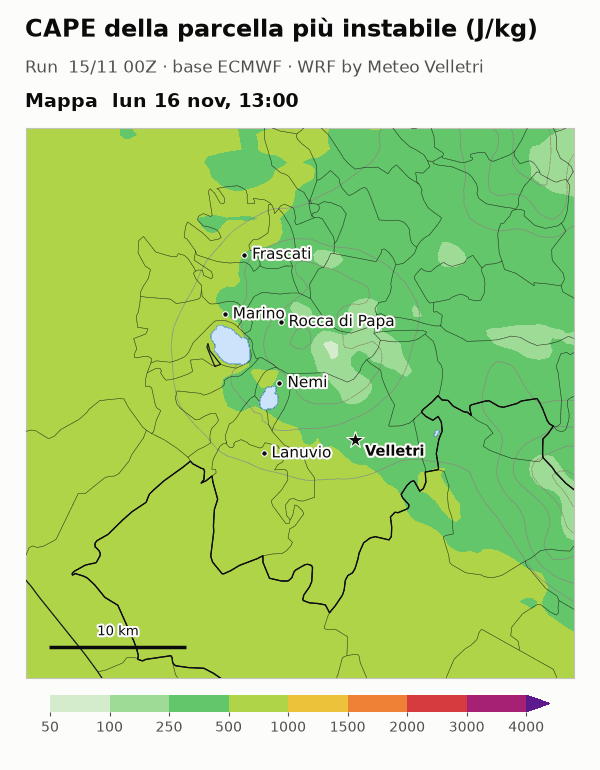 CAPE della parcella più instabile (J/kg)
Run  15/11 00Z · base ECMWF · WRF by Meteo Velletri
Mappa  lun 16 nov, 13:00
Frascati
Marino
Rocca di Papa
Nemi
Velletri
Lanuvio
10 km
50 100 250 500 1000 1500 2000 3000 4000